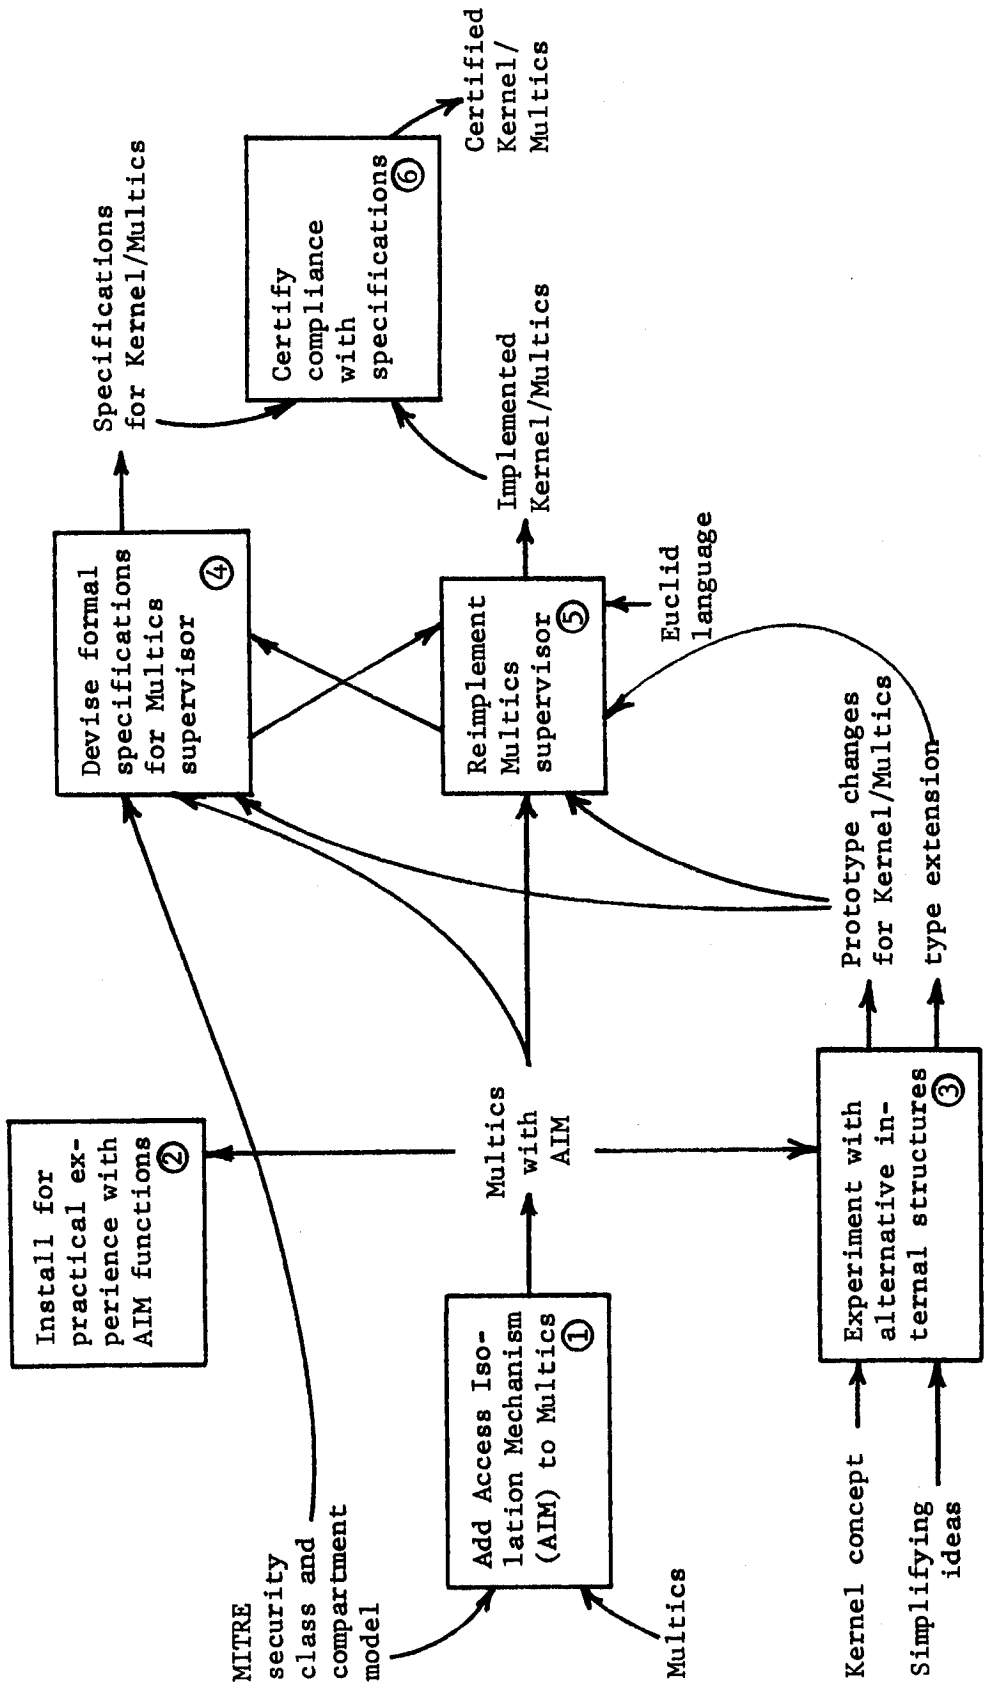 MITRE
security
class and
compartment
model
Multics
Add Access Iso-
lation Mechanism
(AIM) to Multics
①
Install for
practical ex-
perience with
AIM functions
②
Multics
with
AIM
Kernel concept
Simplifying
ideas
Experiment with
alternative in-
ternal structures
③
Prototype changes
for Kernel/Multics
type extension
Devise formal
specifications
for Multics
supervisor
④
Reimplement
Multics
supervisor
⑤
Euclid
language
Specifications
for Kernel/Multics
Implemented
Kernel/Multics
Certify
compliance
with
specifications
⑥
Certified
Kernel/
Multics